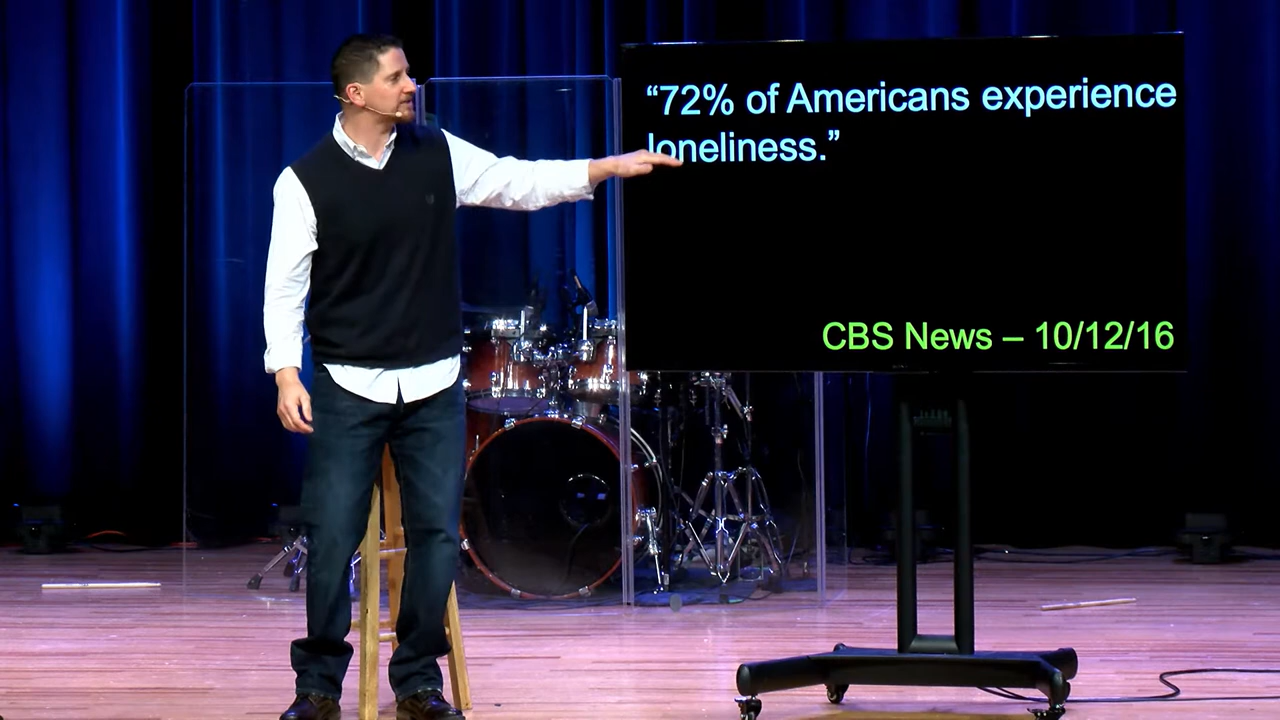 “72% of Americans experience
loneliness.”
CBS News – 10/12/16